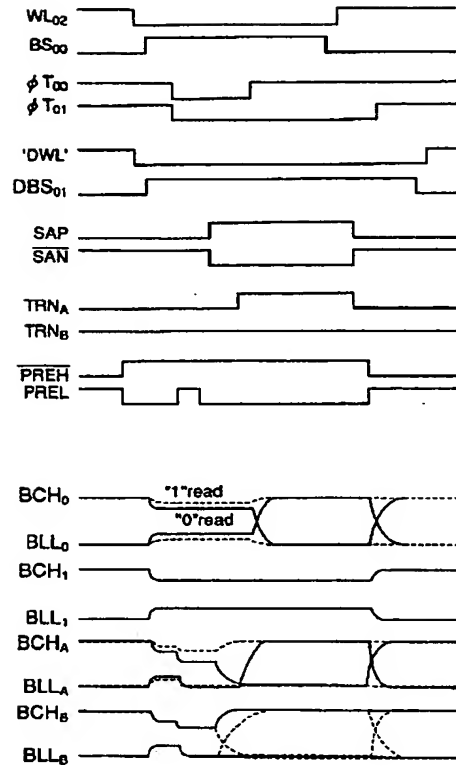 WL02
BS00
φT00
φT01
'DWL'
DBS01
SAP
SAN
TRNA
TRNB
PREH
PREL
BCH0
"1"read
"0"read
BLL0
BCH1
BLL1
BCHA
BLLA
BCHB
BLLB